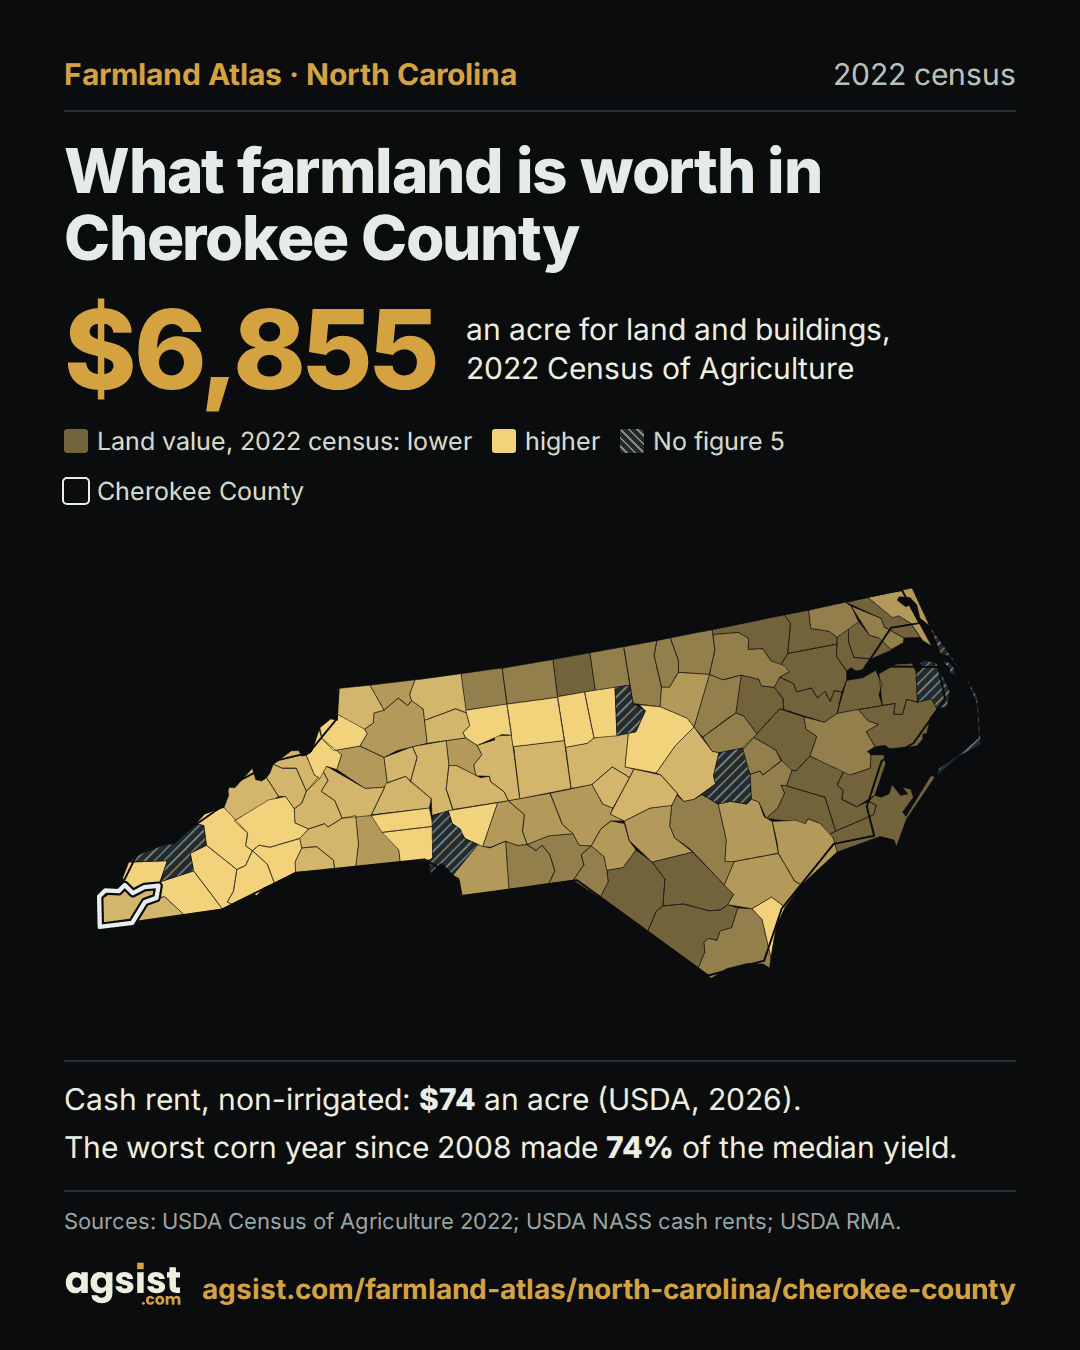 Farmland Atlas · North Carolina
2022 census
What farmland is worth in
Cherokee County
$6,855
an acre for land and buildings,
2022 Census of Agriculture
Land value, 2022 census: lower
higher
No figure 5
Cherokee County
Cash rent, non-irrigated: $74 an acre (USDA, 2026).
The worst corn year since 2008 made 74% of the median yield.
Sources: USDA Census of Agriculture 2022; USDA NASS cash rents; USDA RMA.
agsist
.com
agsist.com/farmland-atlas/north-carolina/cherokee-county